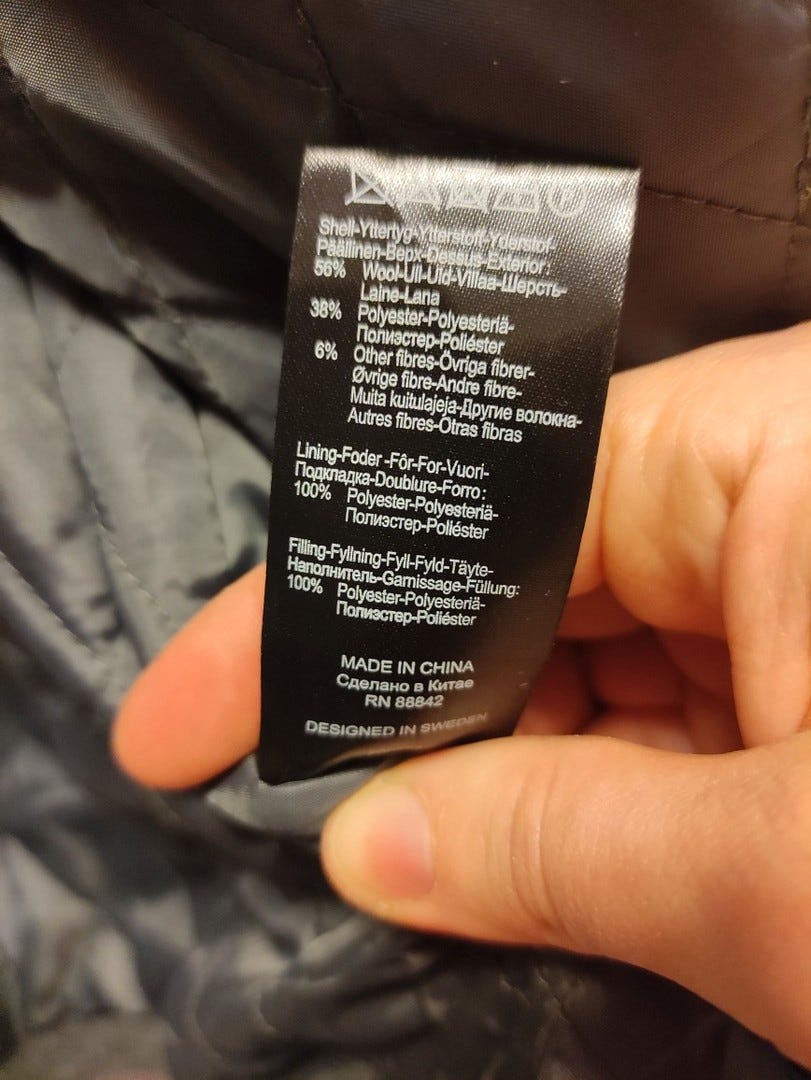 Shell-Yttertyg-Ytterstoff-Yderstof-
Päällinen-Верх-Dessus-Exterior:
56% Wool-Ull-Uld-Villaa-Шерсть-
Laine-Lana
38% Polyester-Polyesteriä-
Полиэстер-Poliéster
6% Other fibres-Övriga fibrer-
Øvrige fibre-Andre fibre-
Muita kuitulajeja-Другие волокна-
Autres fibres-Otras fibras
Lining-Foder-Fôr-For-Vuori-
Подкладка-Doublure-Forro:
100% Polyester-Polyesteriä-
Полиэстер-Poliéster
Filling-Fyllning-Fyll-Fyld-Täyte-
Наполнитель-Garnissage-Füllung:
100% Polyester-Polyesteriä-
Полиэстер-Poliéster
MADE IN CHINA
Сделано в Китае
RN 88842
DESIGNED IN SWEDEN